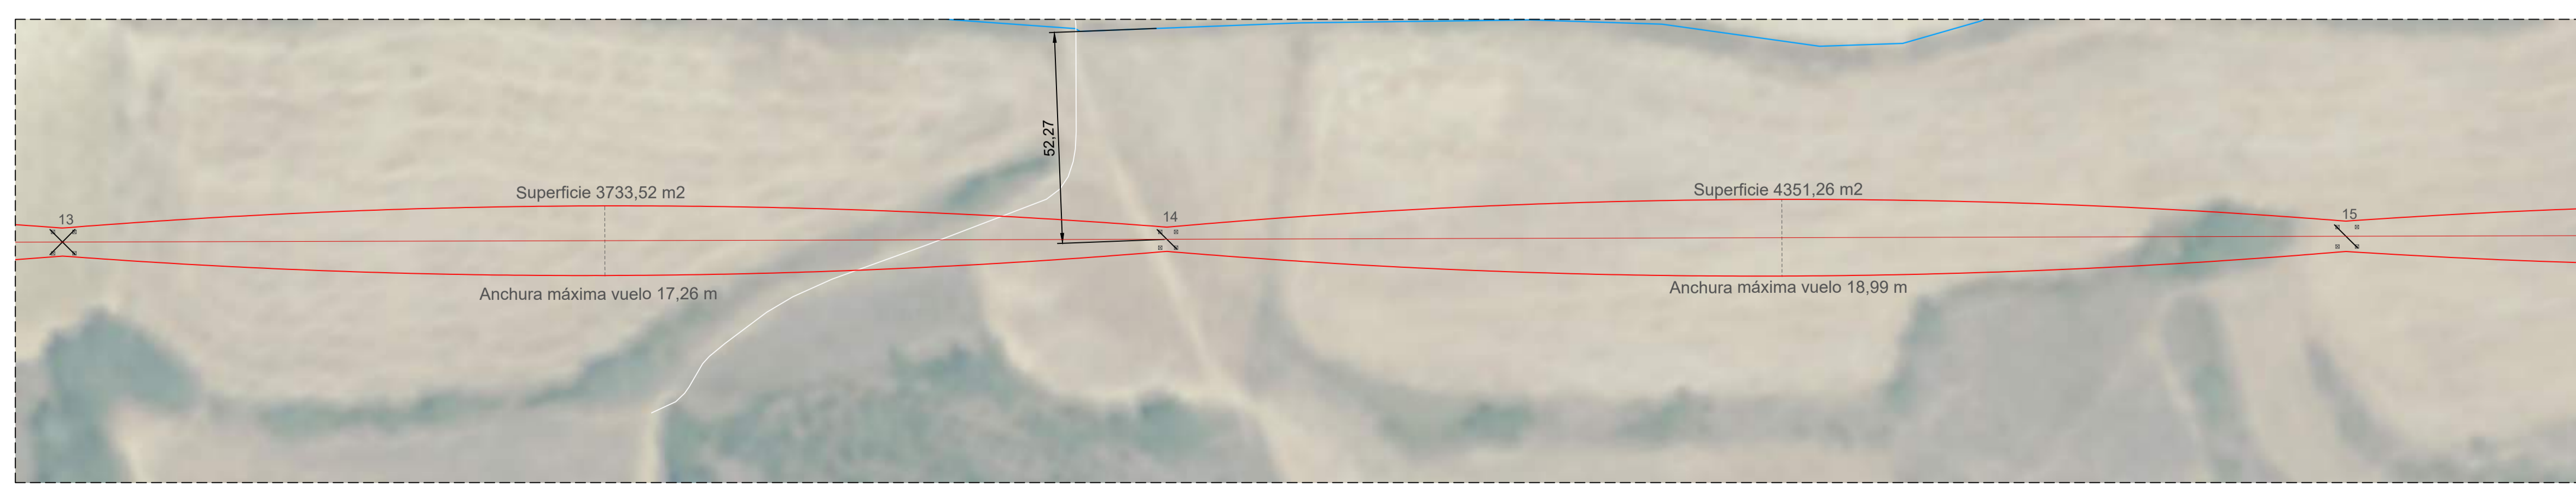 52,27
Superficie 3733,52 m2
Superficie 4351,26 m2
13
14
15
Anchura máxima vuelo 17,26 m
Anchura máxima vuelo 18,99 m